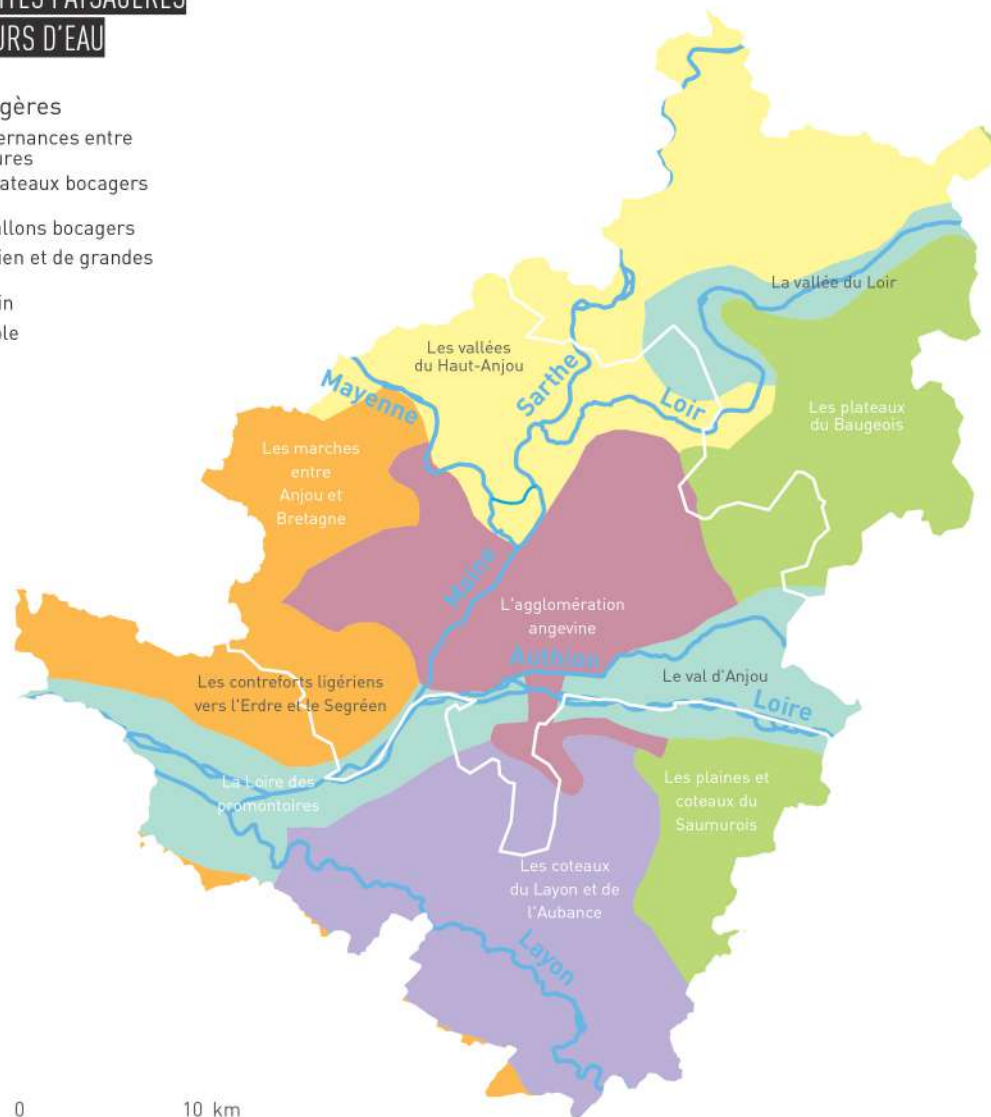 URS D'EAU
gères
ernances entre
ures
ateaux bocagers
llons bocagers
ien et de grandes
in
le
La vallée du Loir
Les vallées
du Haut-Anjou
Mayenne
Sarthe
Loir
Les plateaux
du Baugeois
Les marches
entre
Anjou et
Bretagne
Maine
L'agglomération
angevine
Authion
Le val d'Anjou
Loire
Les contreforts ligériens
vers l'Erdre et le Segréen
La Loire des
promontoires
Les plaines et
coteaux du
Saumurois
Les coteaux
du Layon et de
l'Aubance
Layon
0 10 km